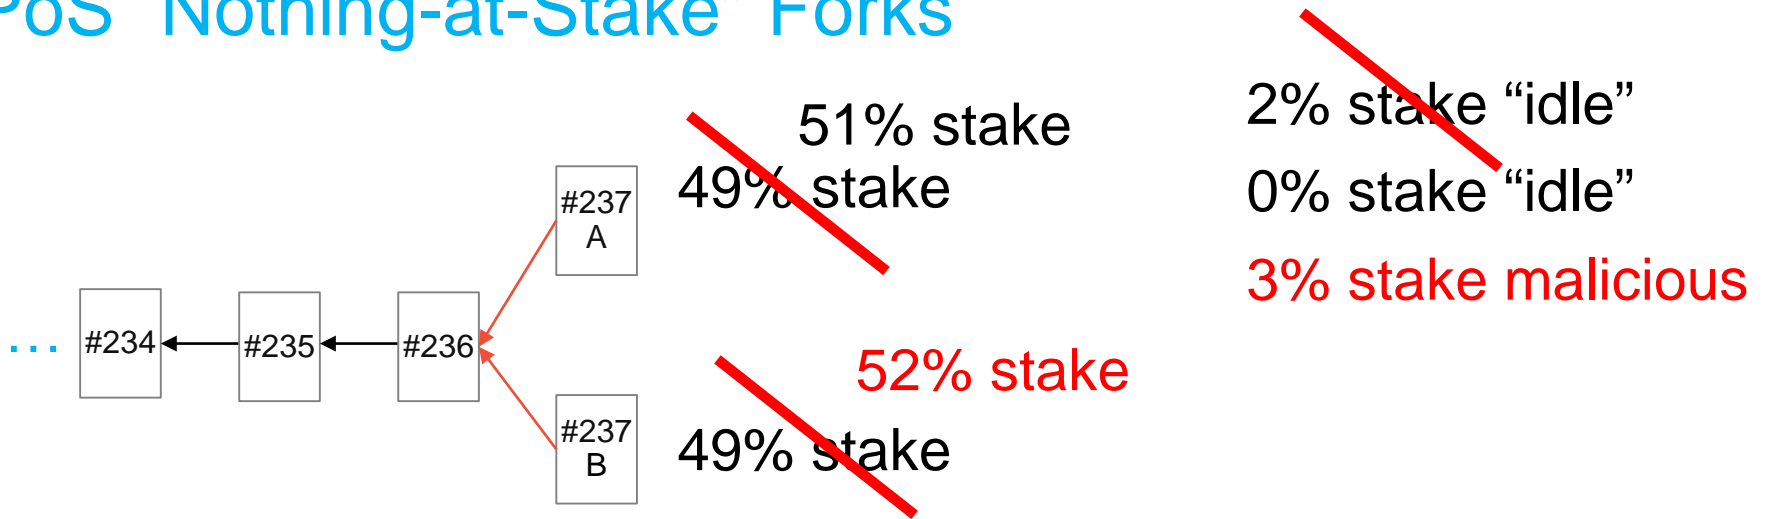 PoS "Nothing-at-Stake" Forks
51% stake
49% stake
2% stake “idle”
0% stake “idle”
3% stake malicious
#237
A
… #234 #235 #236
52% stake
49% stake
#237
B